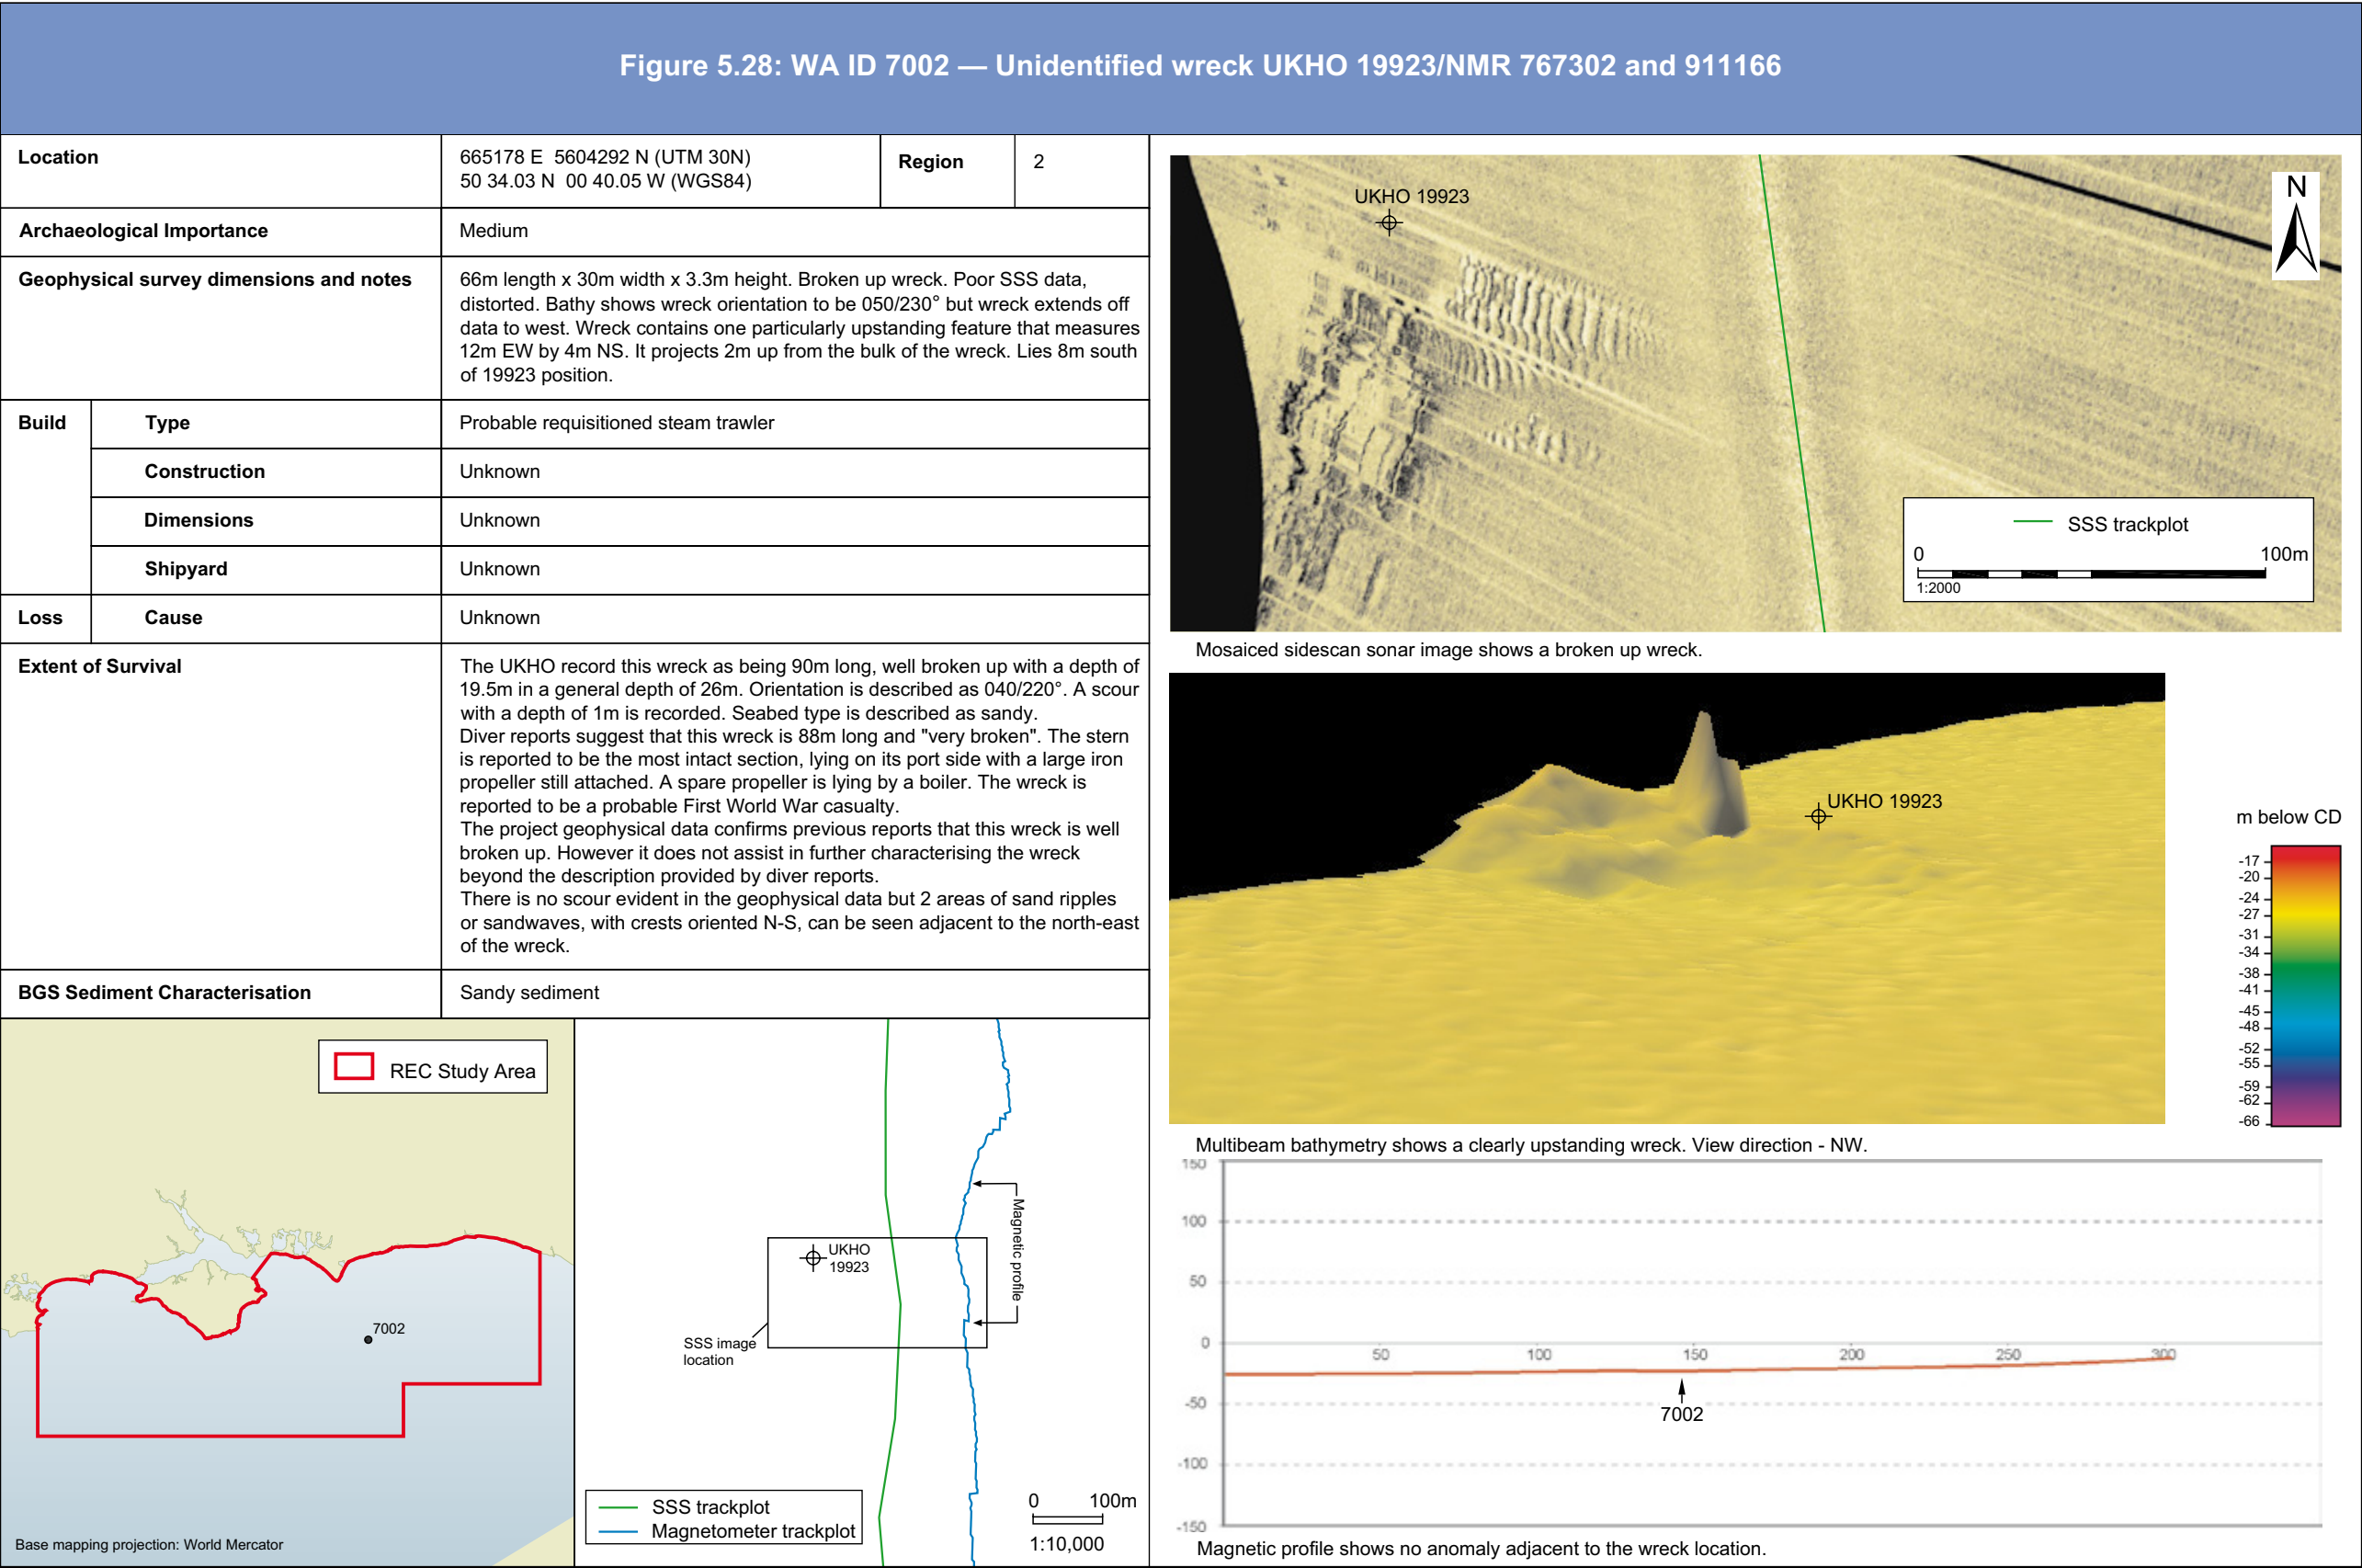 Figure 5.28: WA ID 7002 — Unidentified wreck UKHO 19923/NMR 767302 and 911166
Location
665178 E  5604292 N (UTM 30N)
50 34.03 N  00 40.05 W (WGS84)
Region
2
Archaeological Importance
Medium
Geophysical survey dimensions and notes
66m length x 30m width x 3.3m height. Broken up wreck. Poor SSS data,
distorted. Bathy shows wreck orientation to be 050/230° but wreck extends off
data to west. Wreck contains one particularly upstanding feature that measures
12m EW by 4m NS. It projects 2m up from the bulk of the wreck. Lies 8m south
of 19923 position.
Build
Type
Probable requisitioned steam trawler
Construction
Unknown
Dimensions
Unknown
Shipyard
Unknown
Loss
Cause
Unknown
Extent of Survival
The UKHO record this wreck as being 90m long, well broken up with a depth of
19.5m in a general depth of 26m. Orientation is described as 040/220°. A scour
with a depth of 1m is recorded. Seabed type is described as sandy.
Diver reports suggest that this wreck is 88m long and "very broken". The stern
is reported to be the most intact section, lying on its port side with a large iron
propeller still attached. A spare propeller is lying by a boiler. The wreck is
reported to be a probable First World War casualty.
The project geophysical data confirms previous reports that this wreck is well
broken up. However it does not assist in further characterising the wreck
beyond the description provided by diver reports.
There is no scour evident in the geophysical data but 2 areas of sand ripples
or sandwaves, with crests oriented N-S, can be seen adjacent to the north-east
of the wreck.
BGS Sediment Characterisation
Sandy sediment
REC Study Area
7002
Base mapping projection: World Mercator
UKHO
19923
Magnetic profile
SSS image
location
SSS trackplot
Magnetometer trackplot
0 100m
1:10,000
UKHO 19923
N
SSS trackplot
0 100m
1:2000
Mosaiced sidescan sonar image shows a broken up wreck.
UKHO 19923
m below CD
-17
-20
-24
-27
-31
-34
-38
-41
-45
-48
-52
-55
-59
-62
-66
Multibeam bathymetry shows a clearly upstanding wreck. View direction - NW.
150
100
50
0
-50
-100
-150
50 100 150 200 250 300
7002
Magnetic profile shows no anomaly adjacent to the wreck location.